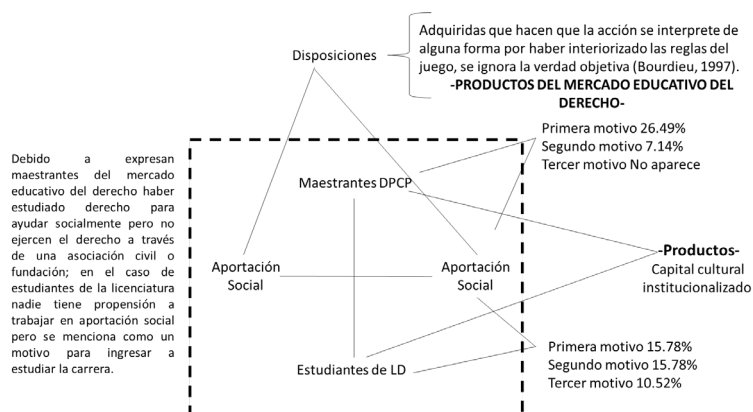 Disposiciones
Adquiridas que hacen que la acción se interprete de
alguna forma por haber interiorizado las reglas del
juego, se ignora la verdad objetiva (Bourdieu, 1997).
-PRODUCTOS DEL MERCADO EDUCATIVO DEL
DERECHO-
Primera motivo 26.49%
Segundo motivo 7.14%
Tercer motivo No aparece
Debido a expresan
maestrantes del mercado
educativo del derecho haber
estudiado derecho para
ayudar socialmente pero no
ejercen el derecho a través
de una asociación civil o
fundación; en el caso de
estudiantes de la licenciatura
nadie tiene propensión a
trabajar en aportación social
pero se menciona como un
motivo para ingresar a
estudiar la carrera.
Maestrantes DPCP
Aportación
Social
Aportación
Social
-Productos-
Capital cultural
institucionalizado
Estudiantes de LD
Primera motivo 15.78%
Segundo motivo 15.78%
Tercer motivo 10.52%